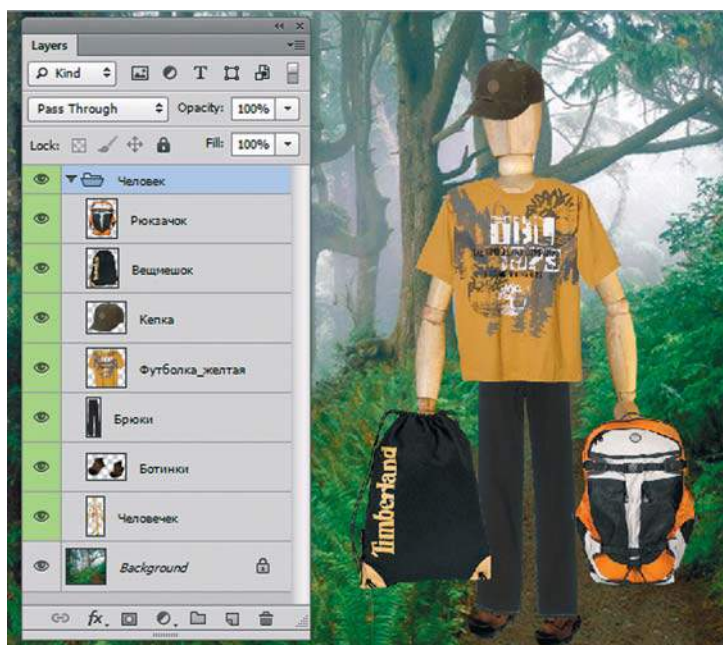 Layers
Kind
Pass Through
Opacity: 100%
Lock:
Fill: 100%
Человек
Рюкзачок
Вещмешок
Кепка
Футболка_желтая
Брюки
Ботинки
Человечек
Background
fx.
Timberland